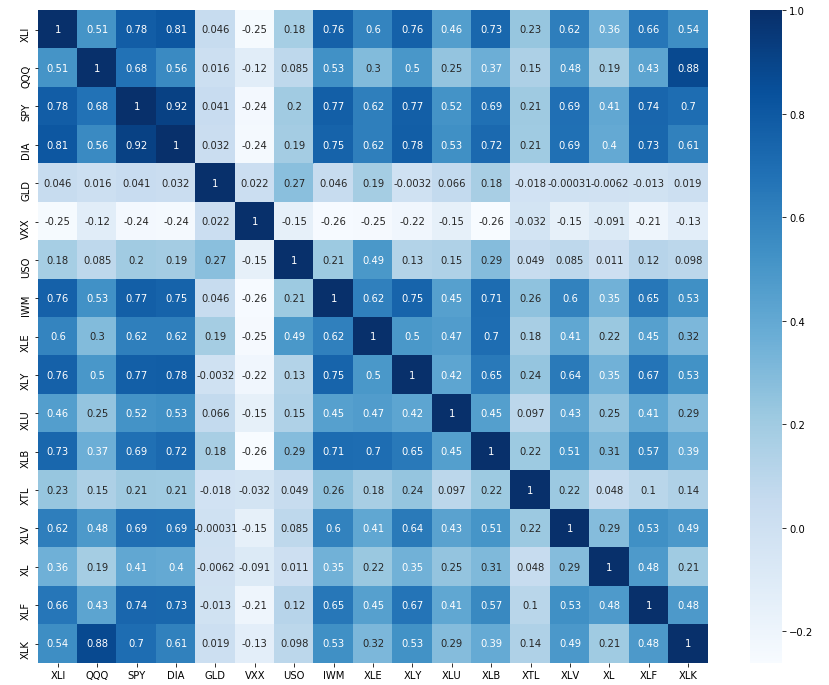 XLI 1 0.51 0.78 0.81 0.046 -0.25 0.18 0.76 0.6 0.76 0.46 0.73 0.23 0.62 0.36 0.66 0.54
QQQ 0.51 1 0.68 0.56 0.016 -0.12 0.085 0.53 0.3 0.5 0.25 0.37 0.15 0.48 0.19 0.43 0.88
SPY 0.78 0.68 1 0.92 0.041 -0.24 0.2 0.77 0.62 0.77 0.52 0.69 0.21 0.69 0.41 0.74 0.7
DIA 0.81 0.56 0.92 1 0.032 -0.24 0.19 0.75 0.62 0.78 0.53 0.72 0.21 0.69 0.4 0.73 0.61
GLD 0.046 0.016 0.041 0.032 1 0.022 0.27 0.046 0.19 -0.0032 0.066 0.18 -0.018 -0.00031 -0.0062 -0.013 0.019
VXX -0.25 -0.12 -0.24 -0.24 0.022 1 -0.15 -0.26 -0.25 -0.22 -0.15 -0.26 -0.032 -0.15 -0.091 -0.21 -0.13
USO 0.18 0.085 0.2 0.19 0.27 -0.15 1 0.21 0.49 0.13 0.15 0.29 0.049 0.085 0.011 0.12 0.098
IWM 0.76 0.53 0.77 0.75 0.046 -0.26 0.21 1 0.62 0.75 0.45 0.71 0.26 0.6 0.35 0.65 0.53
XLE 0.6 0.3 0.62 0.62 0.19 -0.25 0.49 0.62 1 0.5 0.47 0.7 0.18 0.41 0.22 0.45 0.32
XLY 0.76 0.5 0.77 0.78 -0.0032 -0.22 0.13 0.75 0.5 1 0.42 0.65 0.24 0.64 0.35 0.67 0.53
XLU 0.46 0.25 0.52 0.53 0.066 -0.15 0.15 0.45 0.47 0.42 1 0.45 0.097 0.43 0.25 0.41 0.29
XLB 0.73 0.37 0.69 0.72 0.18 -0.26 0.29 0.71 0.7 0.65 0.45 1 0.22 0.51 0.31 0.57 0.39
XTL 0.23 0.15 0.21 0.21 -0.018 -0.032 0.049 0.26 0.18 0.24 0.097 0.22 1 0.22 0.048 0.1 0.14
XLV 0.62 0.48 0.69 0.69 -0.00031 -0.15 0.085 0.6 0.41 0.64 0.43 0.51 0.22 1 0.29 0.53 0.49
XL 0.36 0.19 0.41 0.4 -0.0062 -0.091 0.011 0.35 0.22 0.35 0.25 0.31 0.048 0.29 1 0.48 0.21
XLF 0.66 0.43 0.74 0.73 -0.013 -0.21 0.12 0.65 0.45 0.67 0.41 0.57 0.1 0.53 0.48 1 0.48
XLK 0.54 0.88 0.7 0.61 0.019 -0.13 0.098 0.53 0.32 0.53 0.29 0.39 0.14 0.49 0.21 0.48 1
XLI QQQ SPY DIA GLD VXX USO IWM XLE XLY XLU XLB XTL XLV XL XLF XLK
1.0
0.8
0.6
0.4
0.2
0.0
−0.2